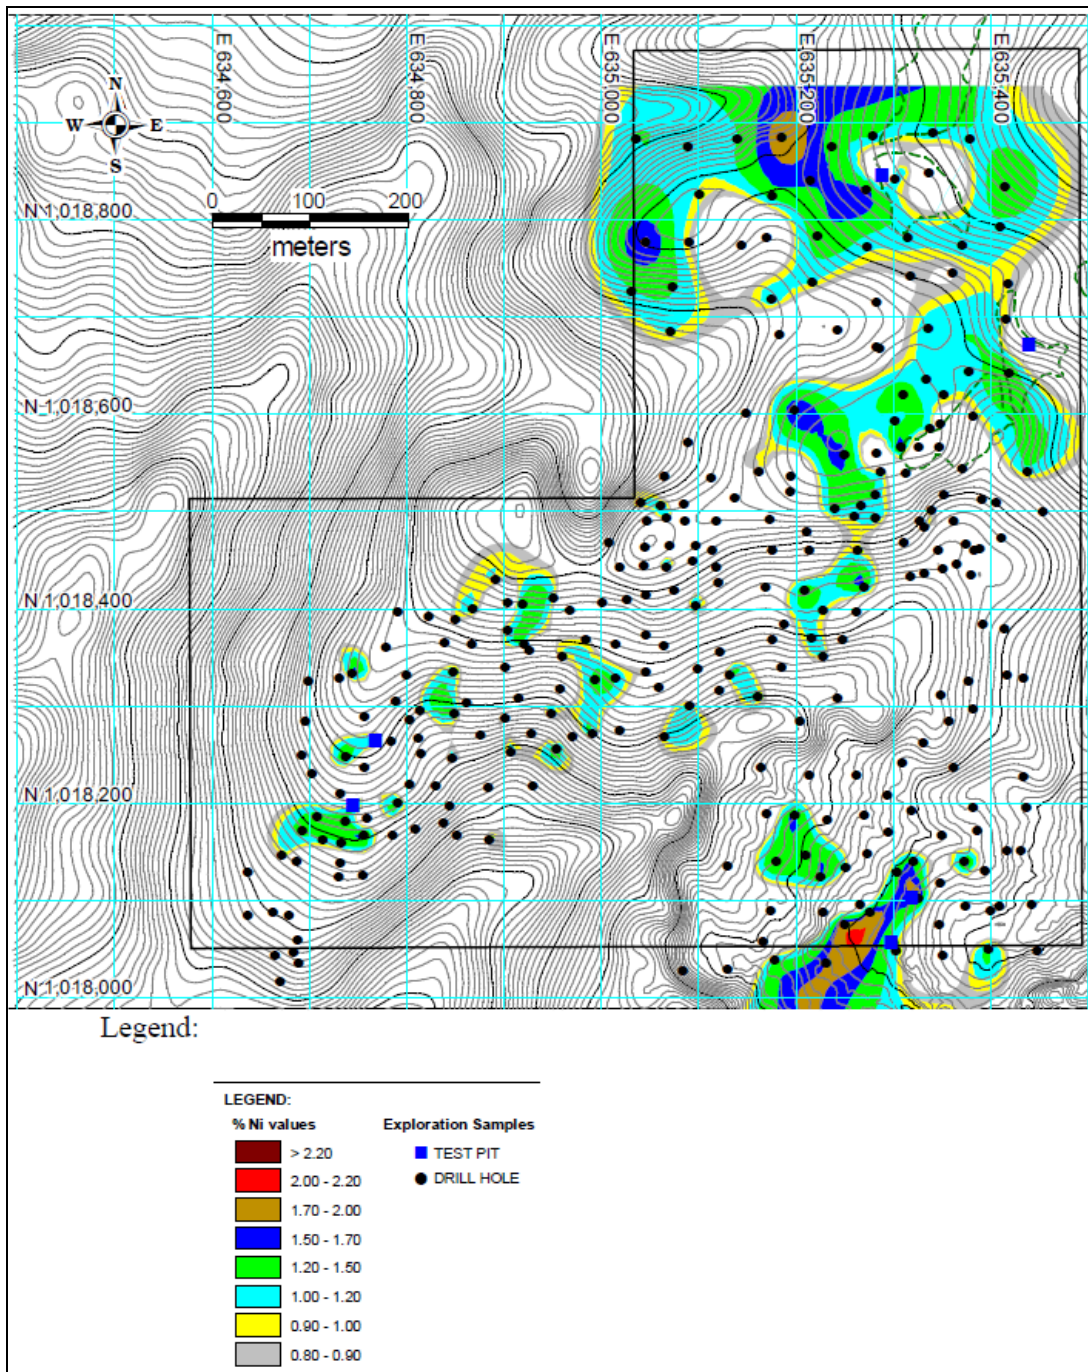 E 634,600
E 634,800
E 635,000
E 635,200
E 635,400
N
W E
S
0 100 200
meters
N 1,018,800
N 1,018,600
N 1,018,400
N 1,018,200
N 1,018,000
Legend:
LEGEND:
% Ni values Exploration Samples
> 2.20 TEST PIT
2.00 - 2.20 DRILL HOLE
1.70 - 2.00
1.50 - 1.70
1.20 - 1.50
1.00 - 1.20
0.90 - 1.00
0.80 - 0.90